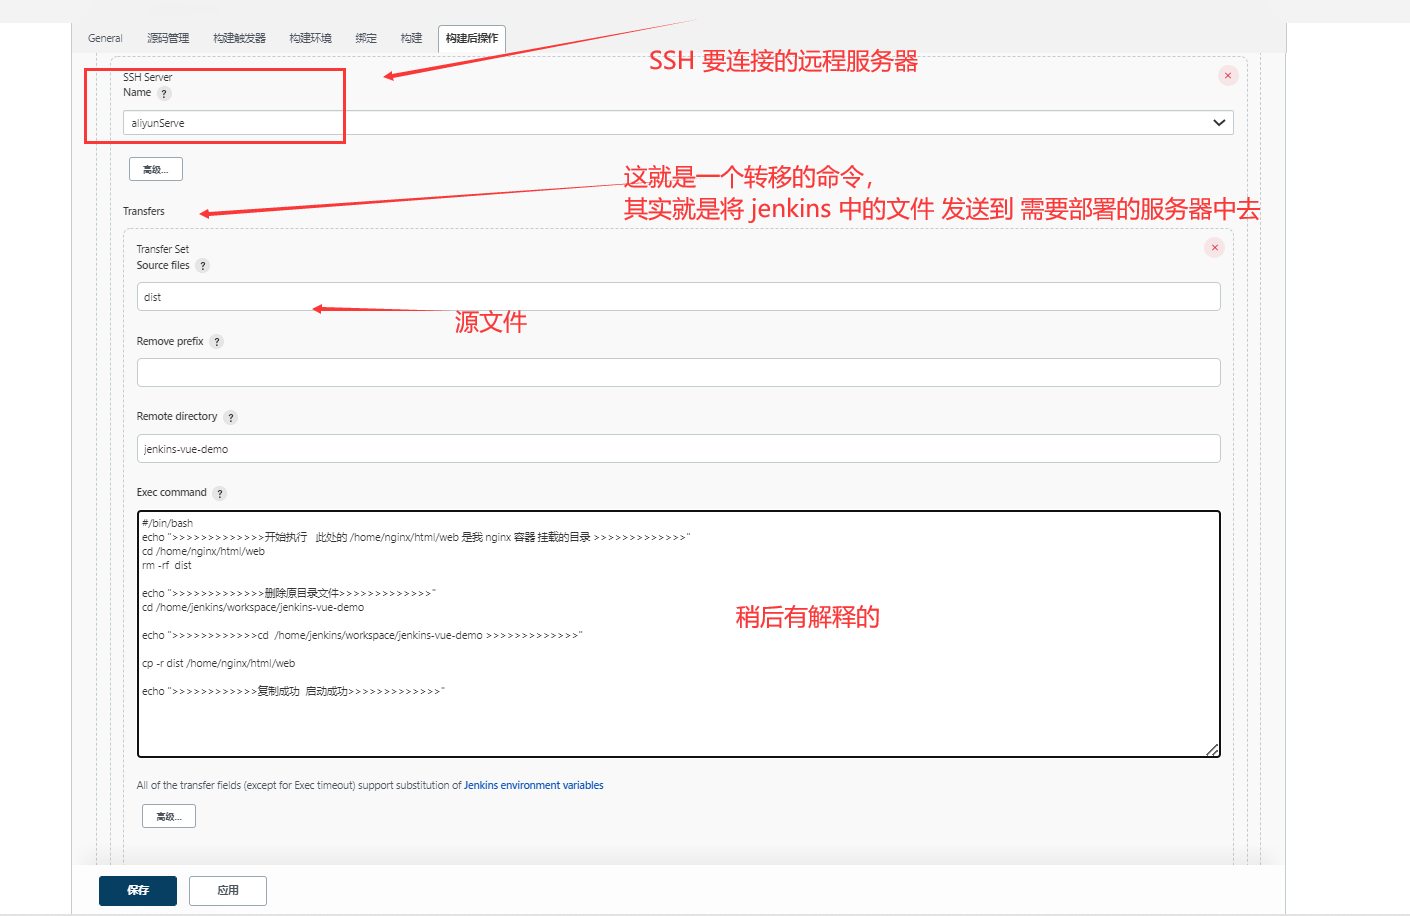 General 源码管理 构建触发器 构建环境 绑定 构建 构建后操作
SSH 要连接的远程服务器
SSH Server
Name ?
aliyunServe
高级...
这就是一个转移的命令，
其实就是将 jenkins 中的文件 发送到 需要部署的服务器中去
Transfers
Transfer Set
Source files ?
dist
源文件
Remove prefix ?
Remote directory ?
jenkins-vue-demo
Exec command ?
#/bin/bash
echo ">>>>>>>>>>>>>开始执行   此处的 /home/nginx/html/web 是我 nginx 容器 挂载的目录 >>>>>>>>>>>>>"
cd /home/nginx/html/web
rm -rf  dist
echo ">>>>>>>>>>>>>删除原目录文件>>>>>>>>>>>>>"
cd /home/jenkins/workspace/jenkins-vue-demo
稍后有解释的
echo ">>>>>>>>>>>>cd  /home/jenkins/workspace/jenkins-vue-demo >>>>>>>>>>>>>"
cp -r dist /home/nginx/html/web
echo ">>>>>>>>>>>>复制成功  启动成功>>>>>>>>>>>>>"
All of the transfer fields (except for Exec timeout) support substitution of Jenkins environment variables
高级...
保存 应用